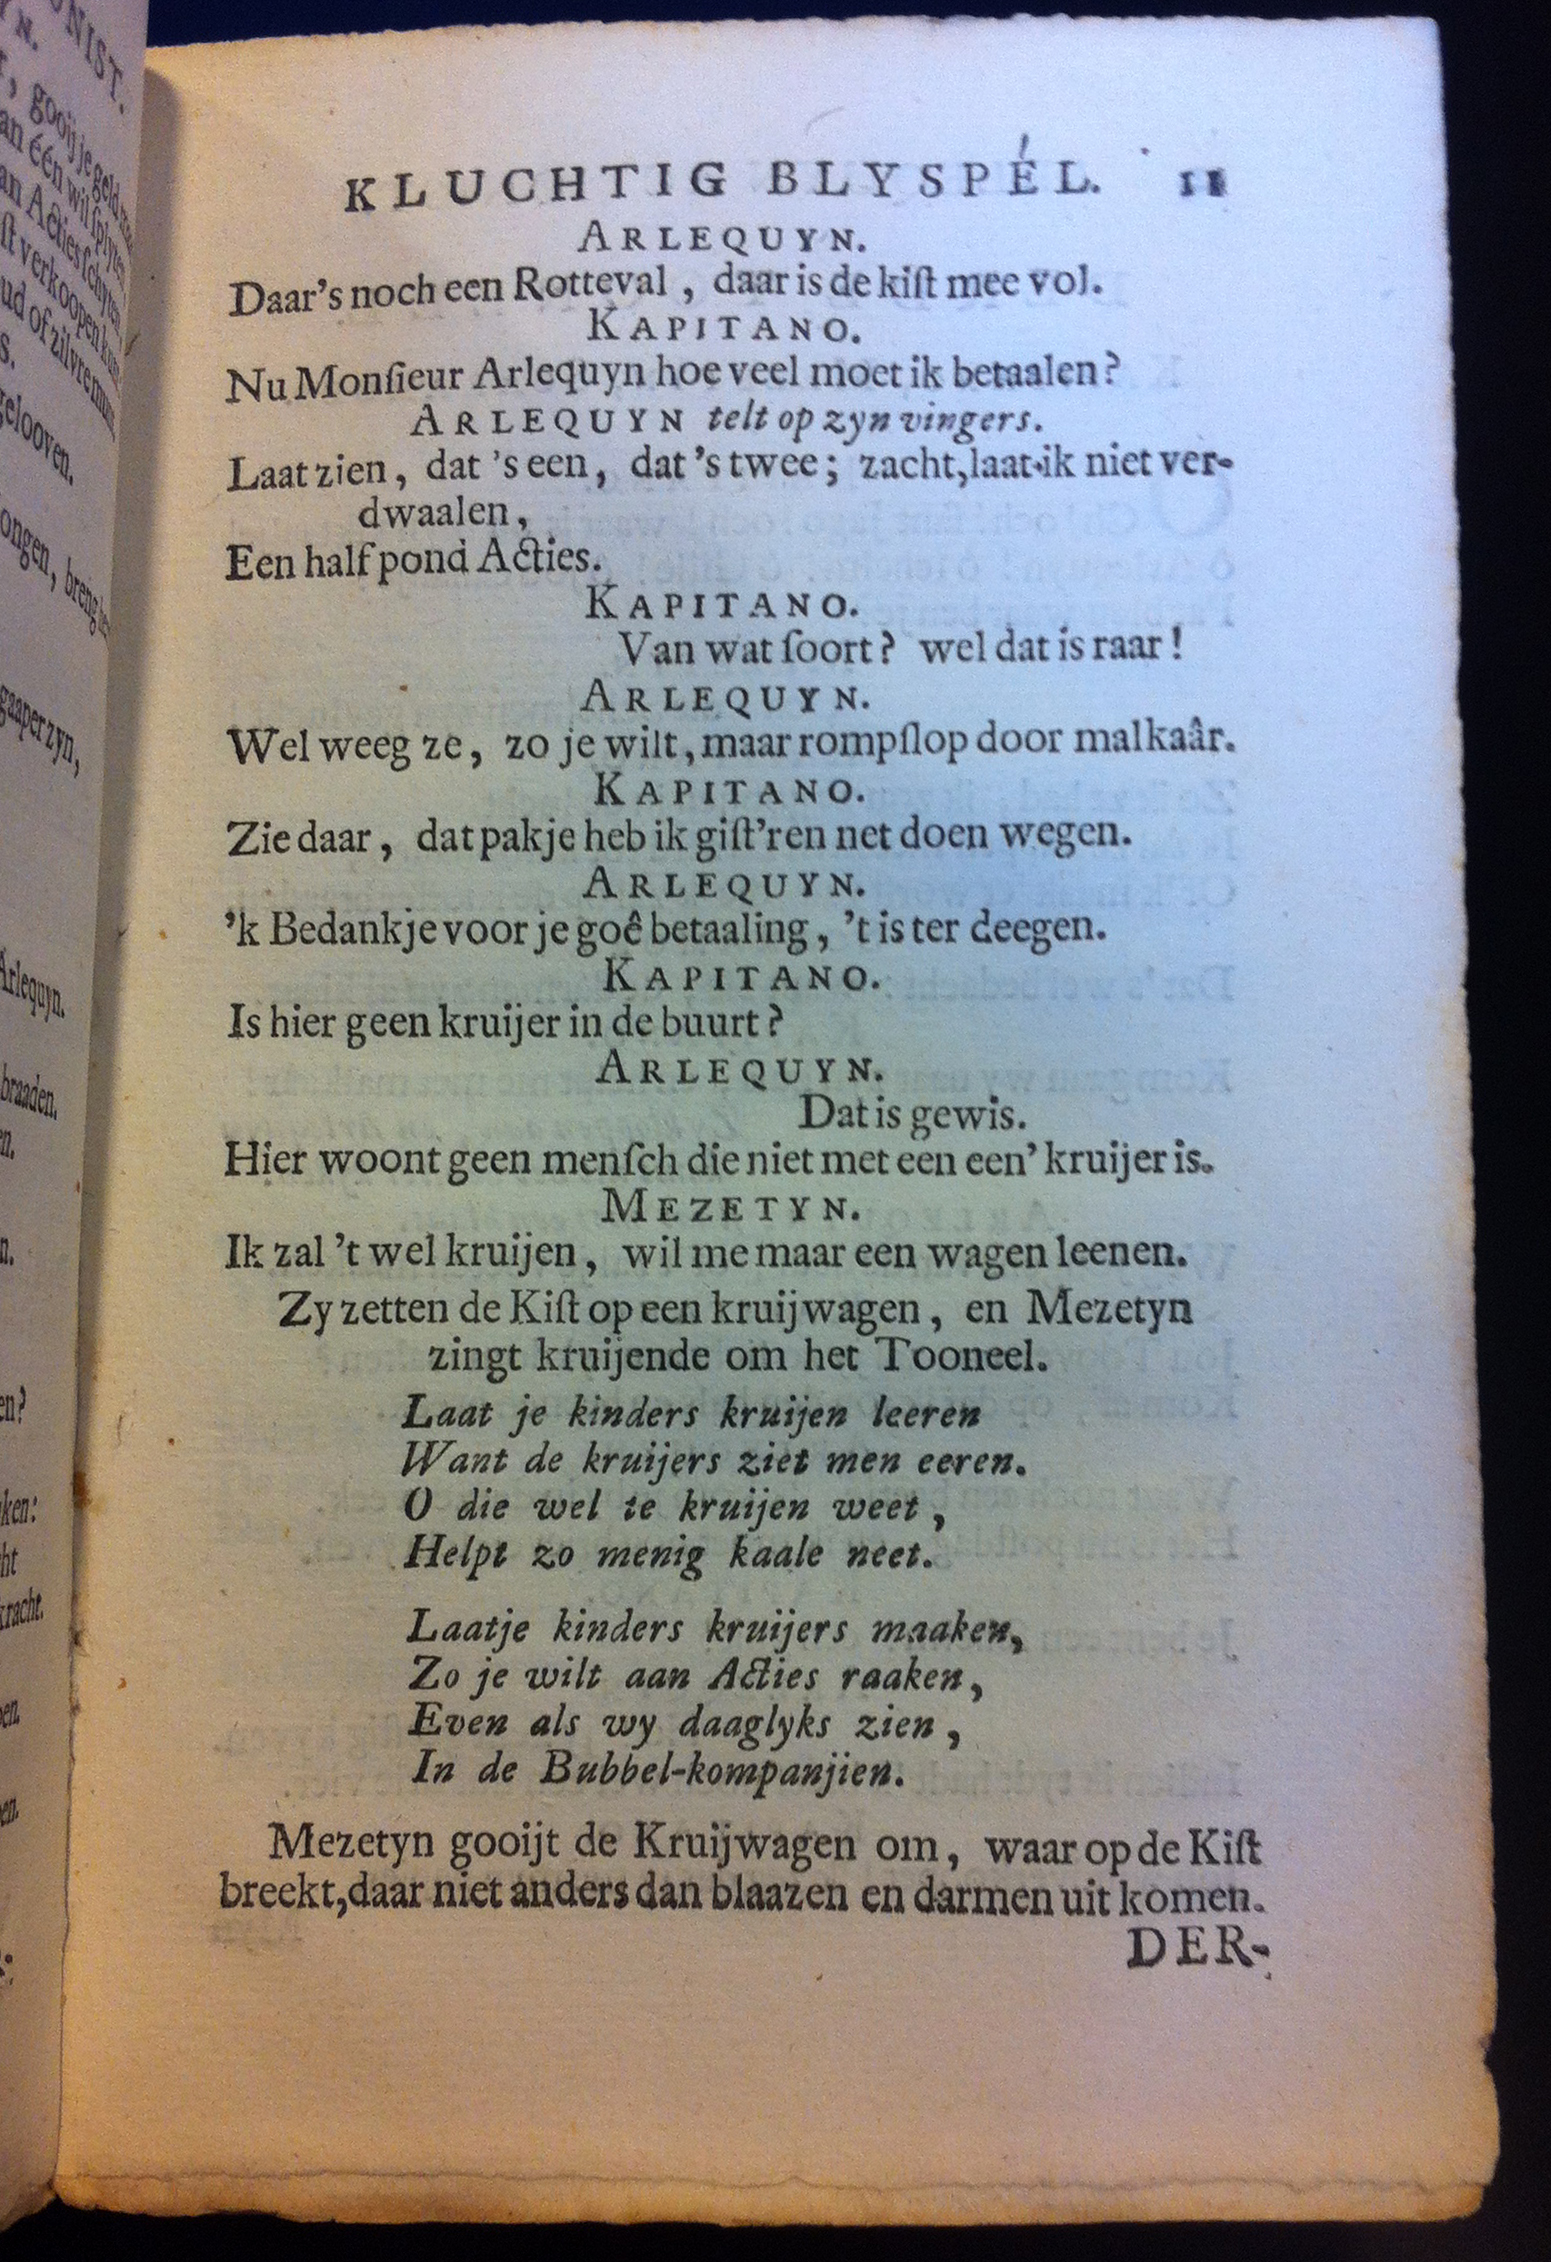 KLUCHTIG BLYSPÉL. 11
ARLEQUYN.
Daar's noch een Rotteval, daar is de kiſt mee vol.
KAPITANO.
Nu Monſieur Arlequyn hoe veel moet ik betaalen?
ARLEQUYN telt op zyn vingers.
Laat zien, dat 's een, dat 's twee; zacht, laat ik niet ver-
dwaalen,
Een half pond Acties.
KAPITANO.
Van wat ſoort? wel dat is raar!
ARLEQUYN.
Wel weeg ze, zo je wilt, maar rompſlop door malkaâr.
KAPITANO.
Zie daar, dat pakje heb ik giſt'ren net doen wegen.
ARLEQUYN.
'k Bedank je voor je goê betaaling, 't is ter deegen.
KAPITANO.
Is hier geen kruijer in de buurt?
ARLEQUYN.
Dat is gewis.
Hier woont geen menſch die niet met een een' kruijer is.
MEZETYN.
Ik zal 't wel kruijen, wil me maar een wagen leenen.
Zy zetten de Kiſt op een kruijwagen, en Mezetyn
zingt kruijende om het Tooneel.
Laat je kinders kruijen leeren
Want de kruijers ziet men eeren.
O die wel te kruijen weet,
Helpt zo menig kaale neet.
Laatje kinders kruijers maaken,
Zo je wilt aan Acties raaken,
Even als wy daaglyks zien,
In de Bubbel-kompanjien.
Mezetyn gooijt de Kruijwagen om, waar op de Kiſt
breekt, daar niet anders dan blaazen en darmen uit komen.
DER-